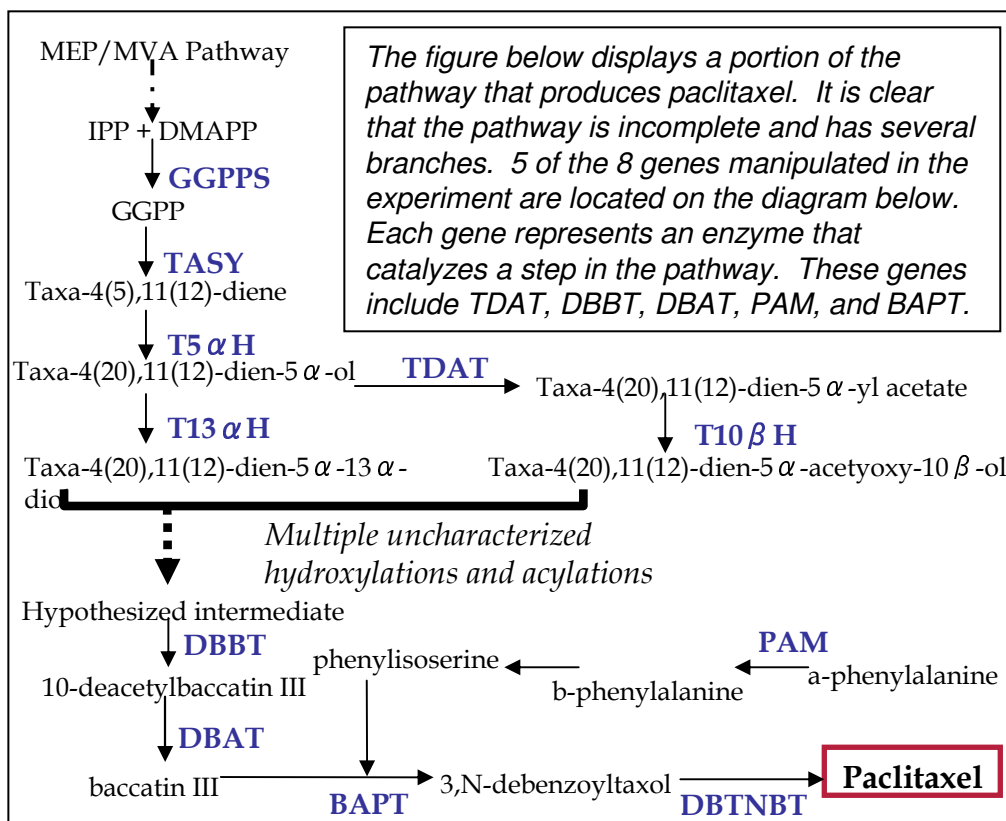 MEP/MVA Pathway
The figure below displays a portion of the
pathway that produces paclitaxel. It is clear
that the pathway is incomplete and has several
branches. 5 of the 8 genes manipulated in the
experiment are located on the diagram below.
Each gene represents an enzyme that
catalyzes a step in the pathway. These genes
include TDAT, DBBT, DBAT, PAM, and BAPT.
IPP + DMAPP
GGPPS
GGPP
TASY
Taxa-4(5),11(12)-diene
T5αH
Taxa-4(20),11(12)-dien-5α-ol
TDAT
Taxa-4(20),11(12)-dien-5α-yl acetate
T13αH
T10βH
Taxa-4(20),11(12)-dien-5α-13α-
dio
Taxa-4(20),11(12)-dien-5α-acetyoxy-10β-ol
Multiple uncharacterized
hydroxylations and acylations
Hypothesized intermediate
DBBT
10-deacetylbaccatin III
phenylisoserine
b-phenylalanine
PAM
a-phenylalanine
DBAT
baccatin III
BAPT
3,N-debenzoyltaxol
DBTNBT
Paclitaxel